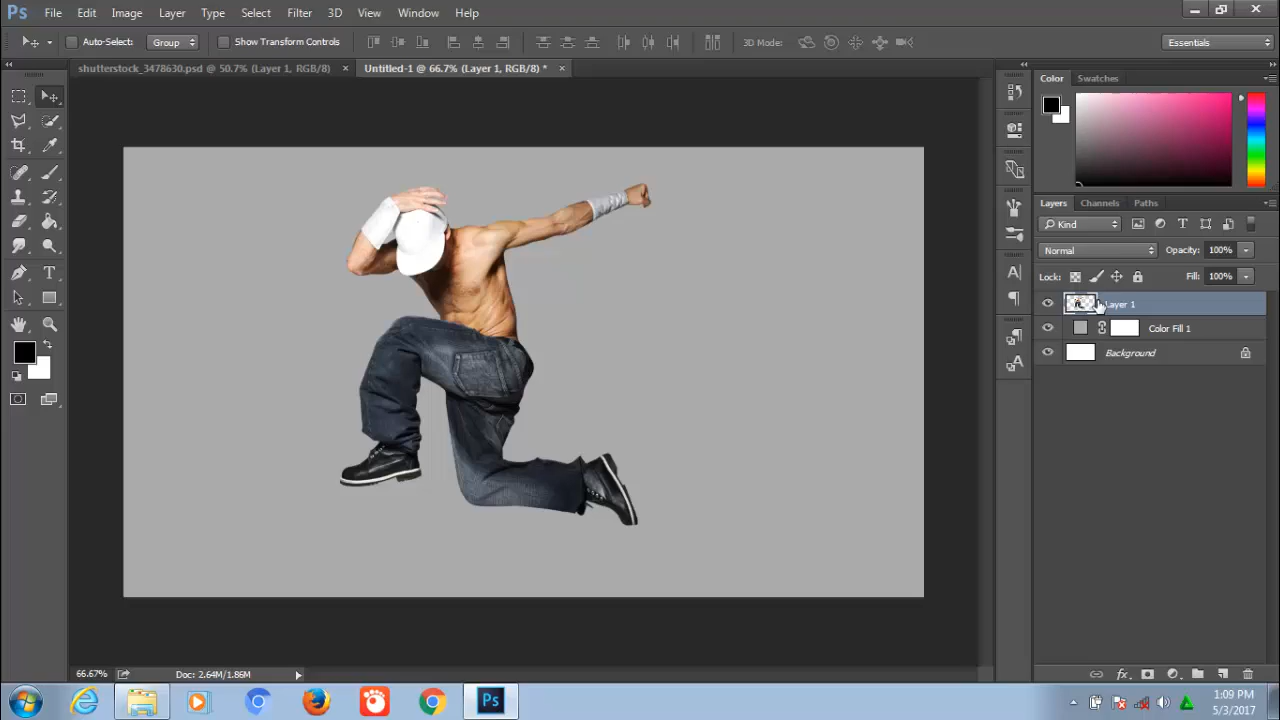 Ps File Edit Image Layer Type Select Filter 3D View Window Help
Auto-Select: Group Show Transform Controls 3D Mode: Essentials
shutterstock_3478630.psd @ 50.7% (Layer 1, RGB/8) × Untitled-1 @ 66.7% (Layer 1, RGB/8) * ×
Color Swatches
Layers Channels Paths
Kind
Normal Opacity: 100%
Lock: Fill: 100%
Layer 1
Color Fill 1
Background
66.67% Doc: 2.64M/1.86M
Ps
1:09 PM
5/3/2017